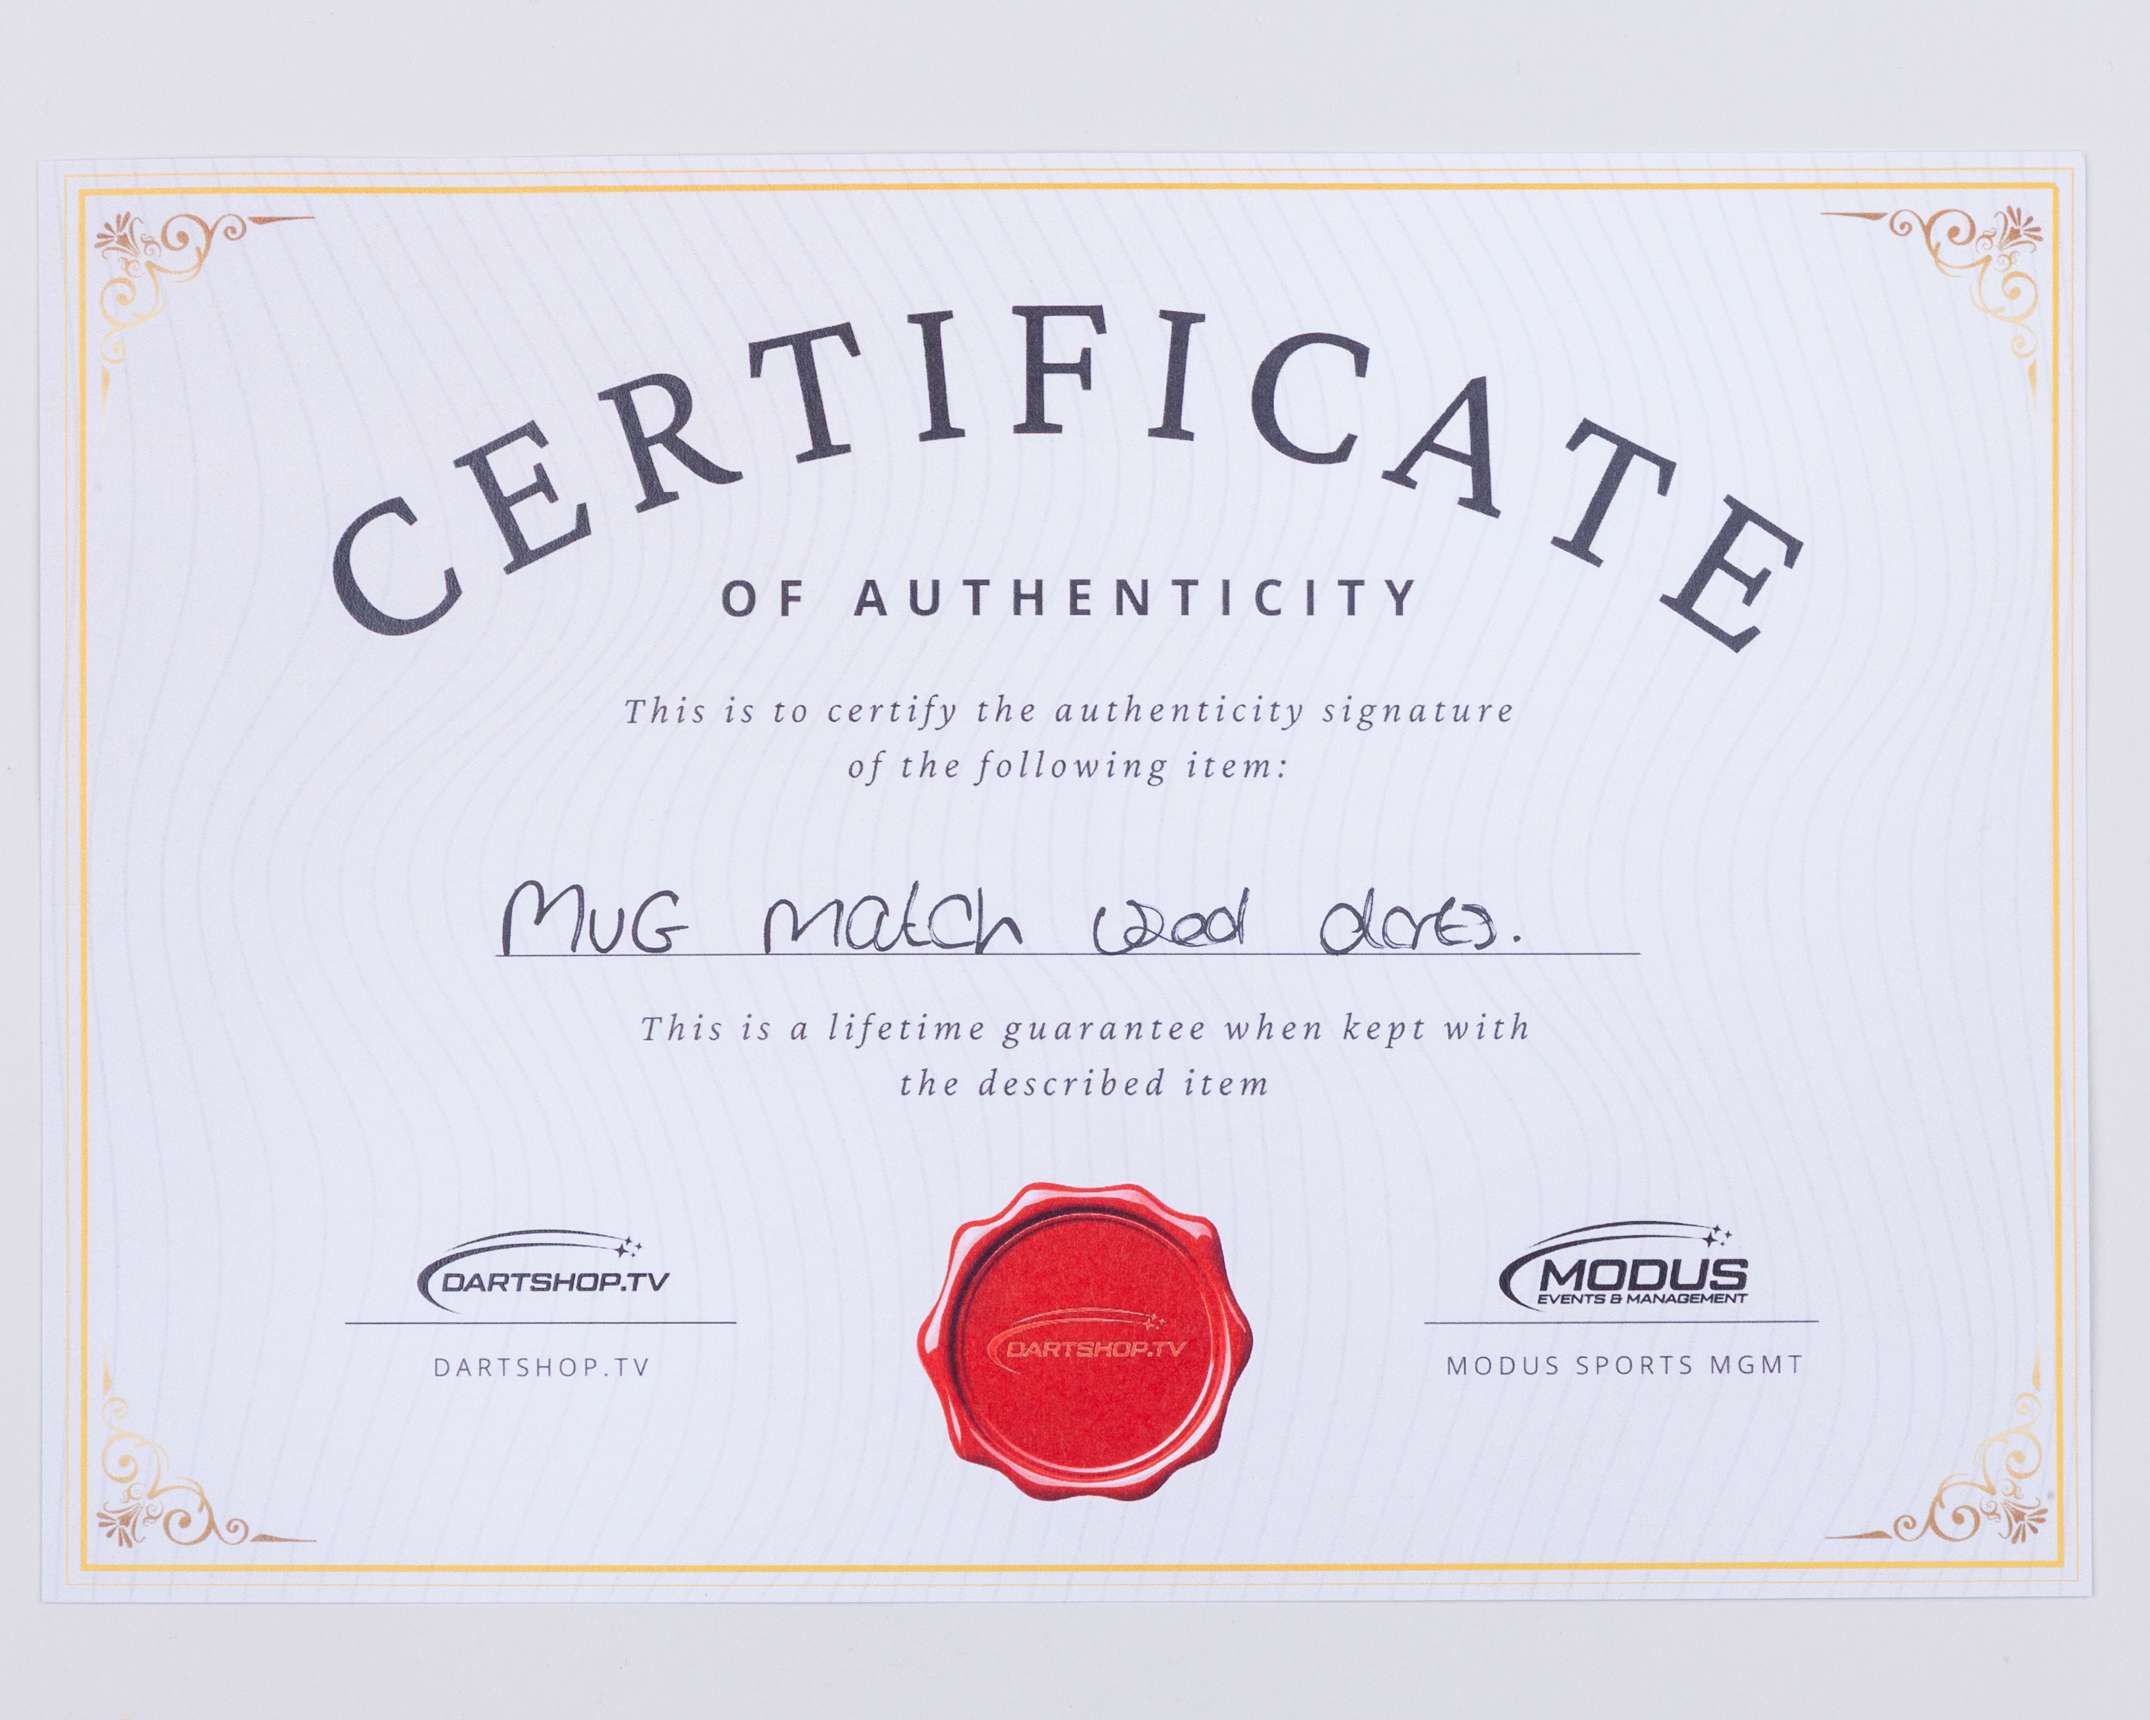 CERTIFICATE
OF AUTHENTICITY
This is to certify the authenticity signature
of the following item:
MVG match used darts.
This is a lifetime guarantee when kept with
the described item
DARTSHOP.TV
DARTSHOP.TV
DARTSHOP.TV
MODUS
EVENTS & MANAGEMENT
MODUS SPORTS MGMT